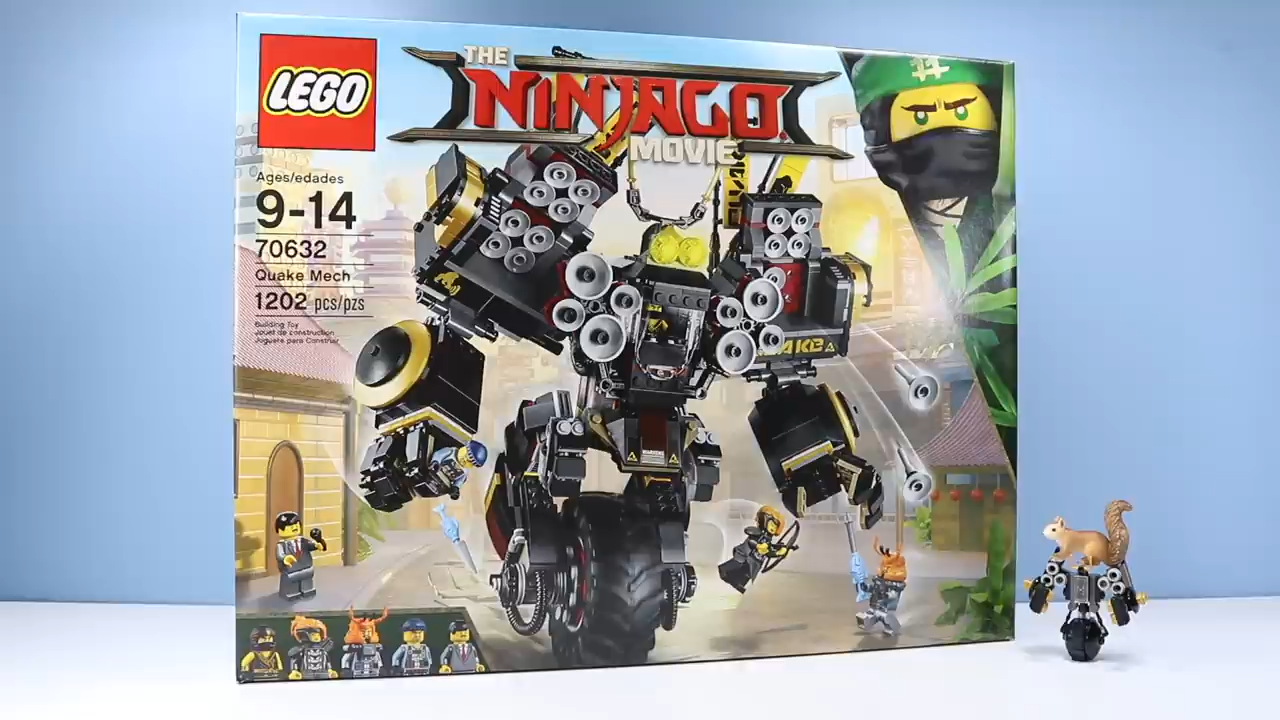 LEGO
THE
NINJAGO
MOVIE
Ages/edades
9-14
70632
Quake Mech
1202 pcs/pzs
Building Toy
Jouet de construction
Juguete para Construir
WARNING